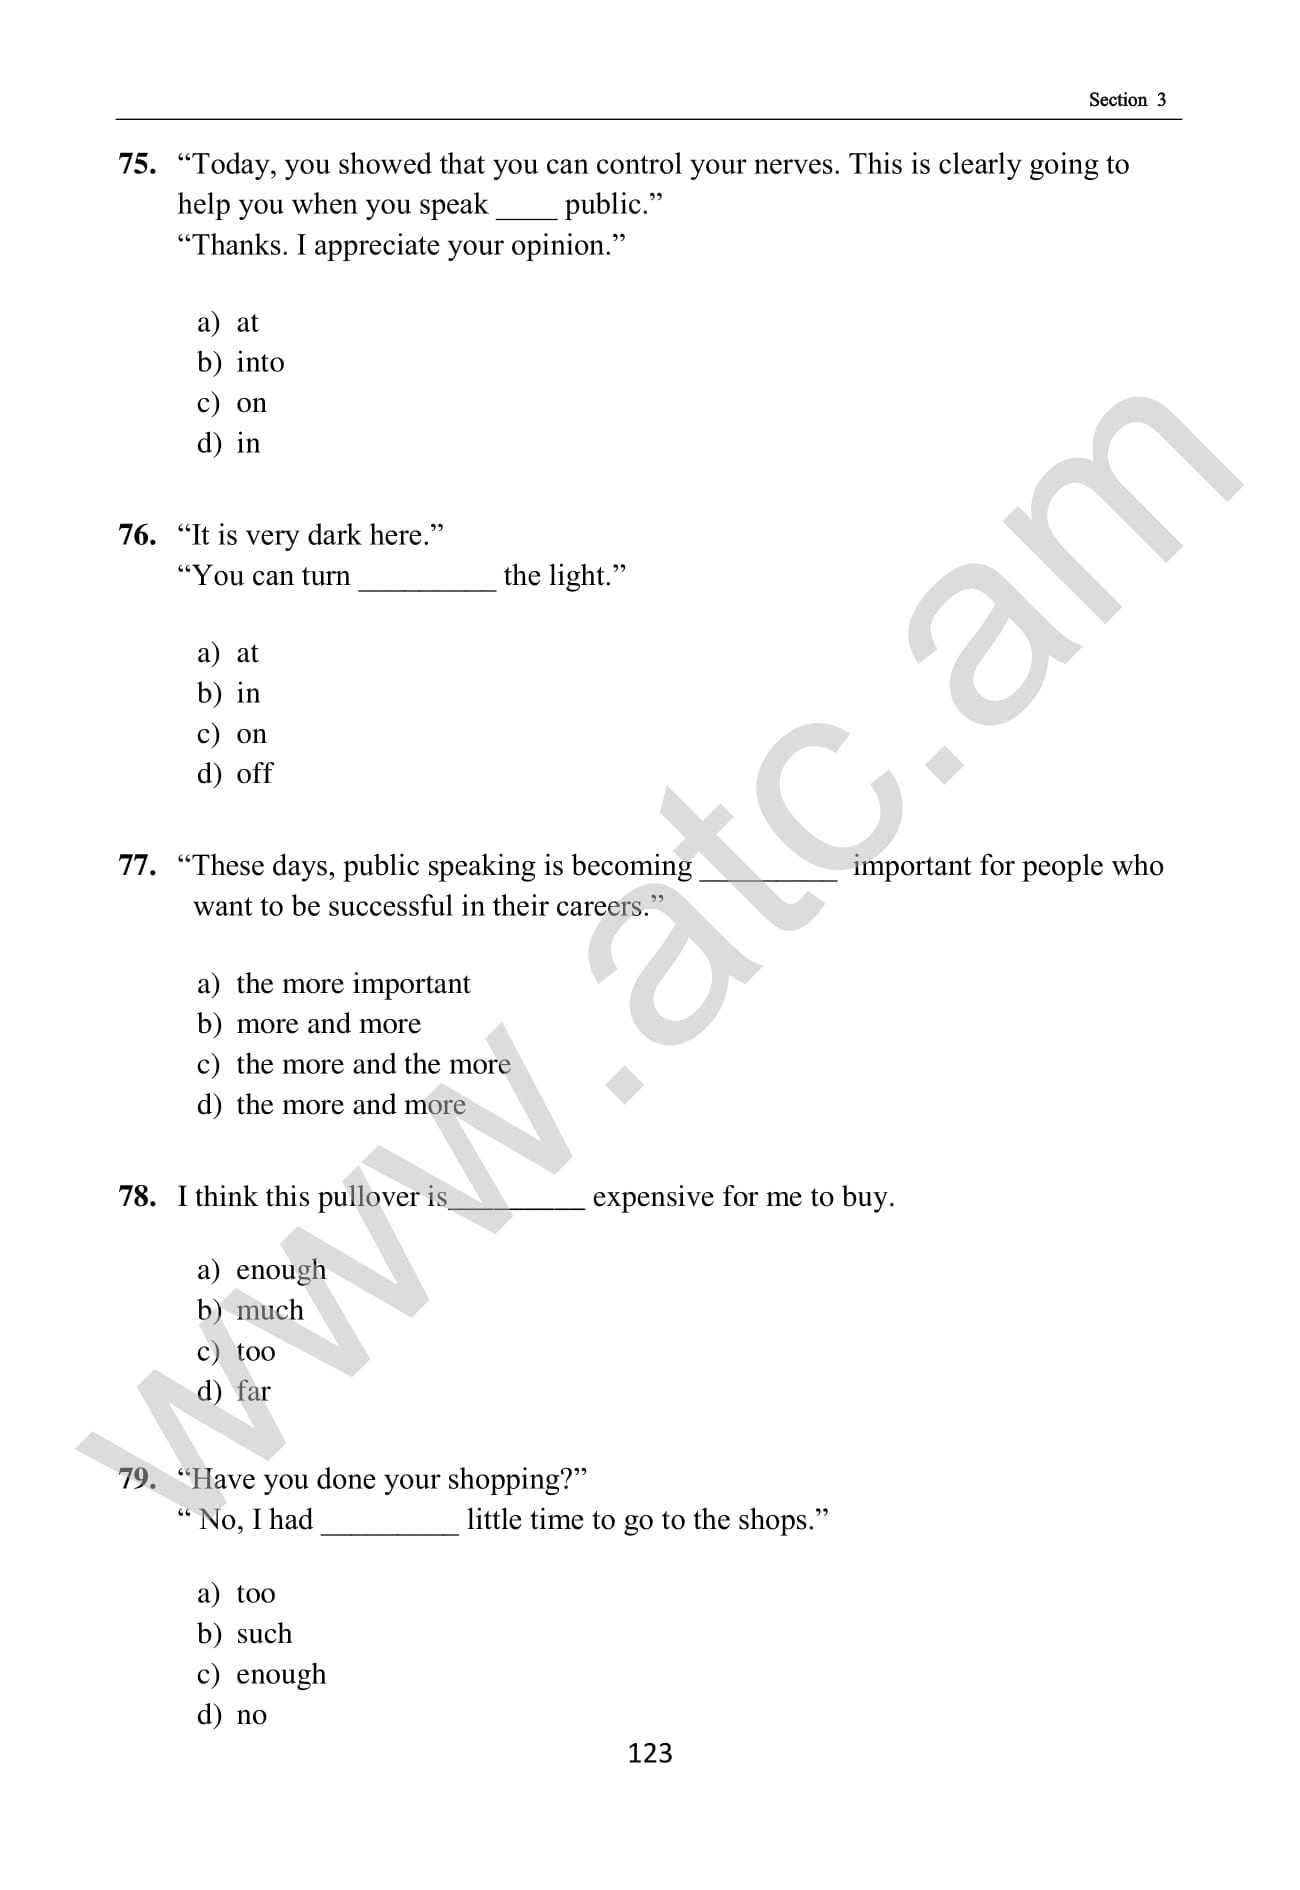 Section 3
75. “Today, you showed that you can control your nerves. This is clearly going to
help you when you speak ____ public.”
“Thanks. I appreciate your opinion.”
a) at
b) into
c) on
d) in
76. “It is very dark here.”
“You can turn _________ the light.”
a) at
b) in
c) on
d) off
77. “These days, public speaking is becoming _________ important for people who
want to be successful in their careers.”
a) the more important
b) more and more
c) the more and the more
d) the more and more
78. I think this pullover is_________ expensive for me to buy.
a) enough
b) much
c) too
d) far
79. “Have you done your shopping?”
“ No, I had _________ little time to go to the shops.”
a) too
b) such
c) enough
d) no
123
www.atc.am